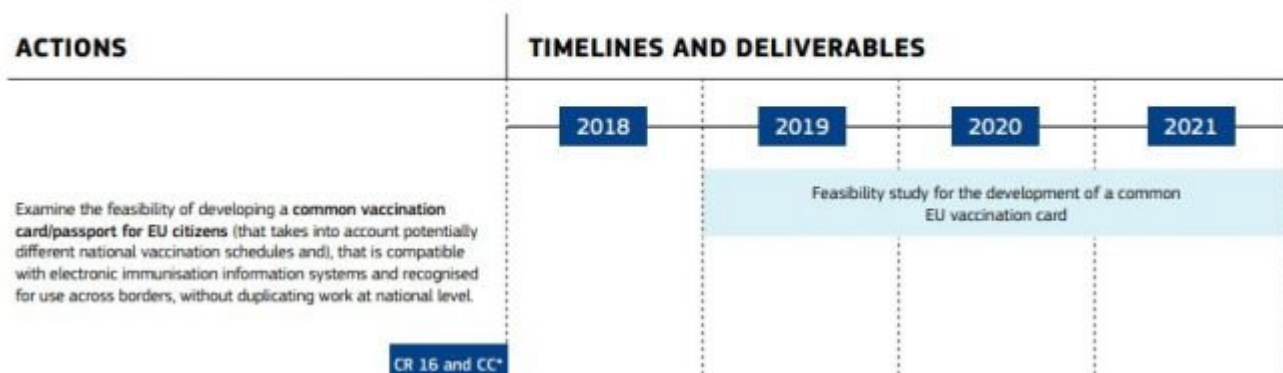 ACTIONS
TIMELINES AND DELIVERABLES
2018
2019
2020
2021
Feasibility study for the development of a common
EU vaccination card
Examine the feasibility of developing a common vaccination
card/passport for EU citizens (that takes into account potentially
different national vaccination schedules and), that is compatible
with electronic immunisation information systems and recognised
for use across borders, without duplicating work at national level.
CR 16 and CC*